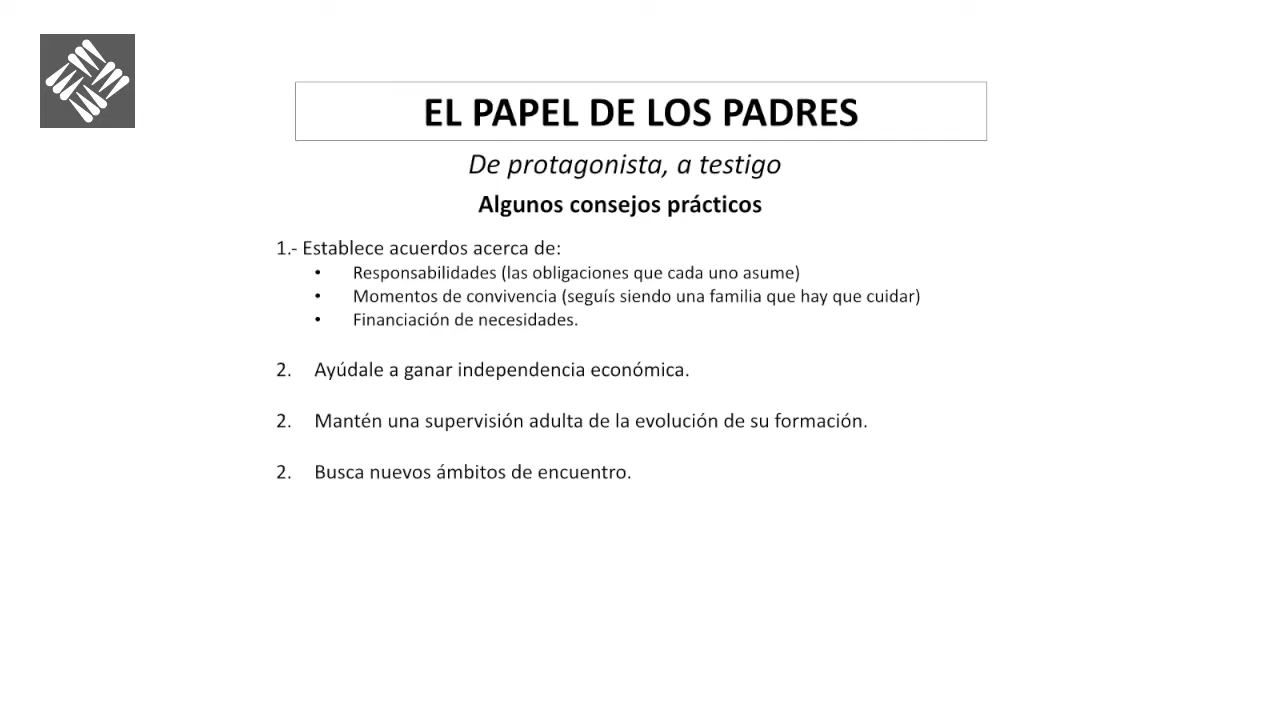 EL PAPEL DE LOS PADRES
De protagonista, a testigo
Algunos consejos prácticos
1.- Establece acuerdos acerca de:
• Responsabilidades (las obligaciones que cada uno asume)
• Momentos de convivencia (seguís siendo una familia que hay que cuidar)
• Financiación de necesidades.
2. Ayúdale a ganar independencia económica.
2. Mantén una supervisión adulta de la evolución de su formación.
2. Busca nuevos ámbitos de encuentro.